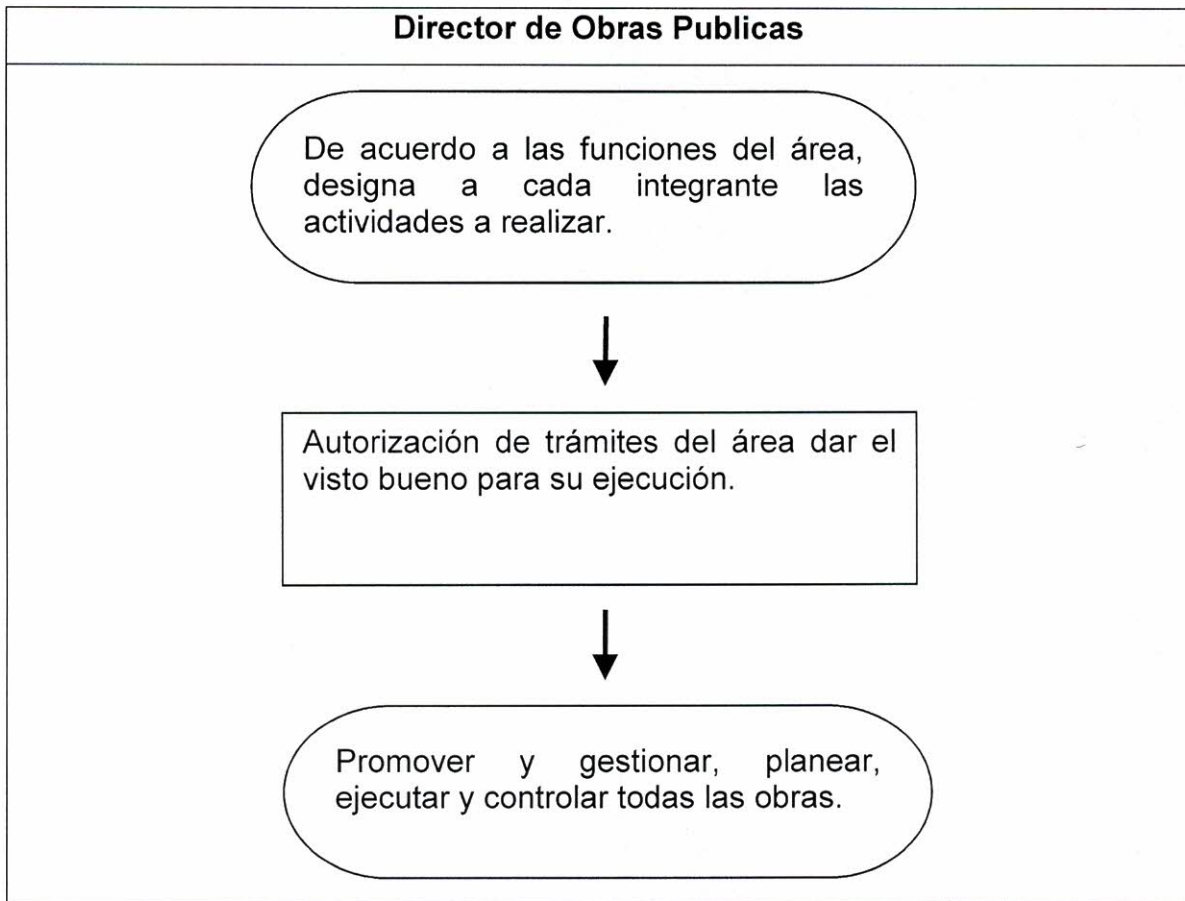 Director de Obras Publicas
De acuerdo a las funciones del área,
designa a cada integrante las
actividades a realizar.
Autorización de trámites del área dar el
visto bueno para su ejecución.
Promover y gestionar, planear,
ejecutar y controlar todas las obras.